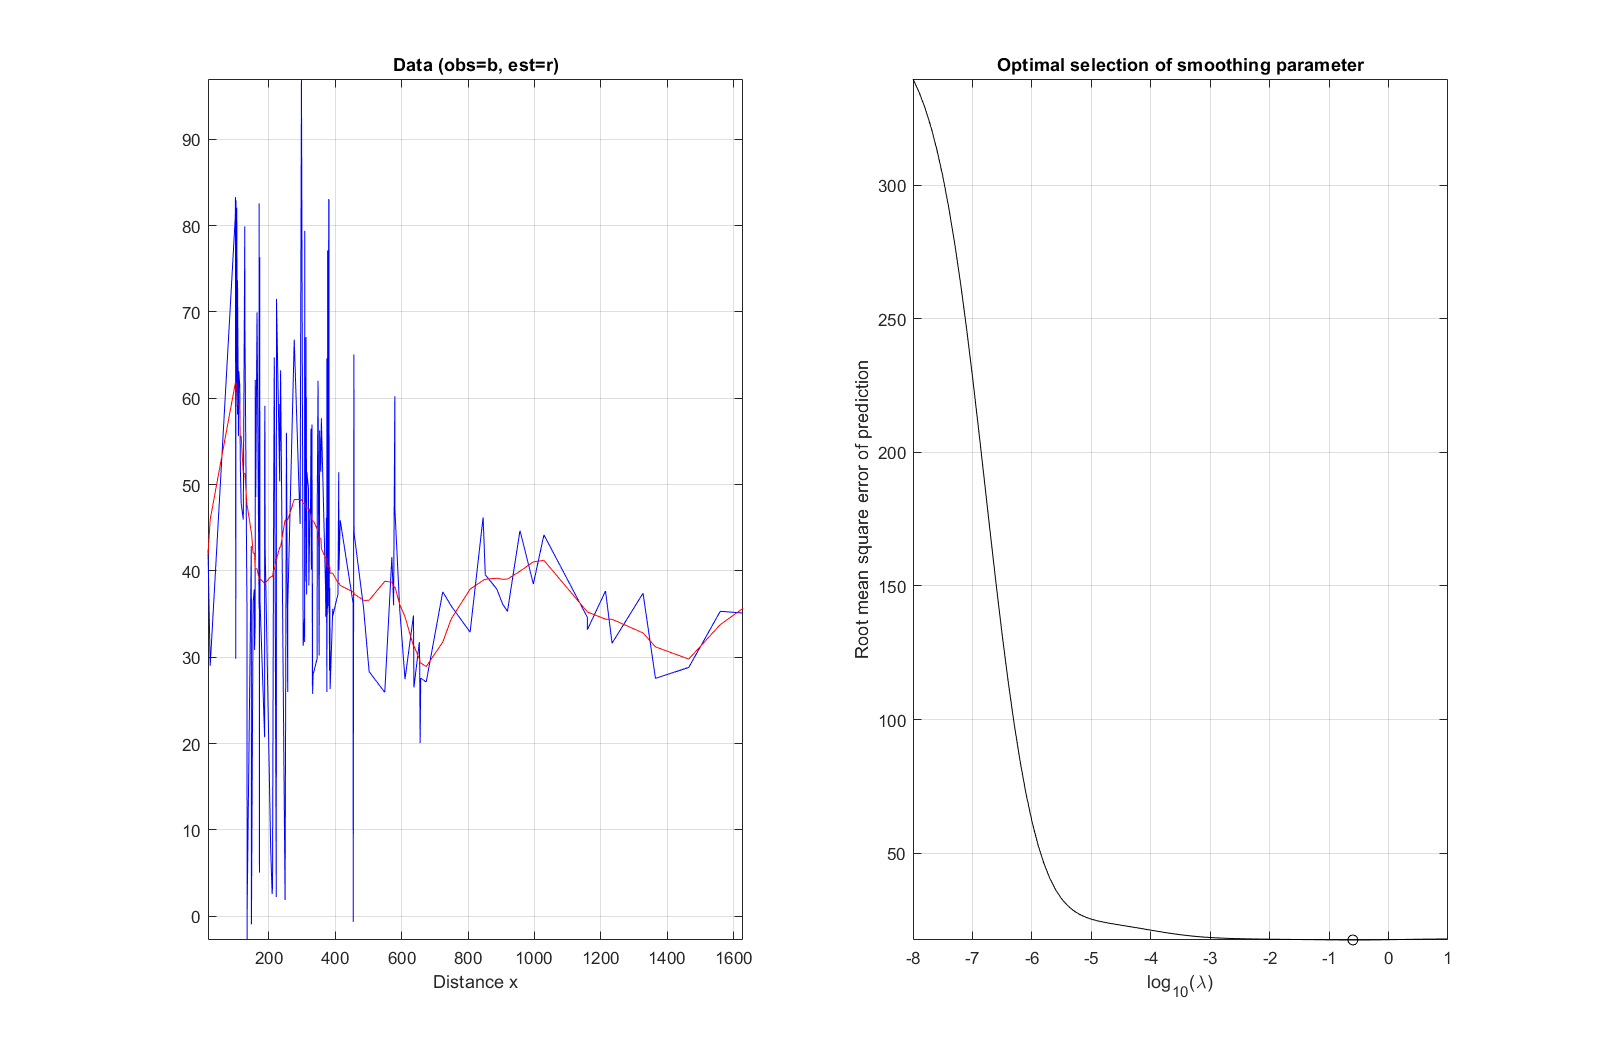 Data (obs=b, est=r)
90
80
70
60
50
40
30
20
10
0
200 400 600 800 1000 1200 1400 1600
Distance x
Optimal selection of smoothing parameter
Root mean square error of prediction
300
250
200
150
100
50
-8 -7 -6 -5 -4 -3 -2 -1 0 1
log10(λ)